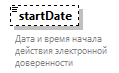 startDate
Дата и время начала
действия электронной
доверенности